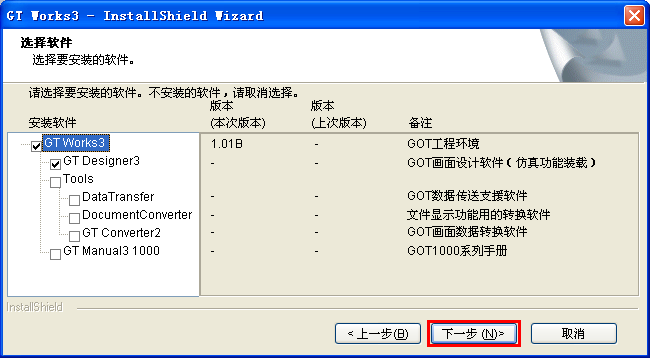 GT Works3 - InstallShield Wizard
选择软件
选择要安装的软件。
请选择要安装的软件。不安装的软件，请取消选择。
安装软件 版本(本次版本) 版本(上次版本) 备注
GT Works3 1.01B - GOT工程环境
GT Designer3 - - GOT画面设计软件（仿真功能装载）
Tools
DataTransfer - - GOT数据传送支援软件
DocumentConverter - - 文件显示功能用的转换软件
GT Converter2 - - GOT画面数据转换软件
GT Manual3 1000 - - GOT1000系列手册
InstallShield
< 上一步(B) 下一步 (N)> 取消